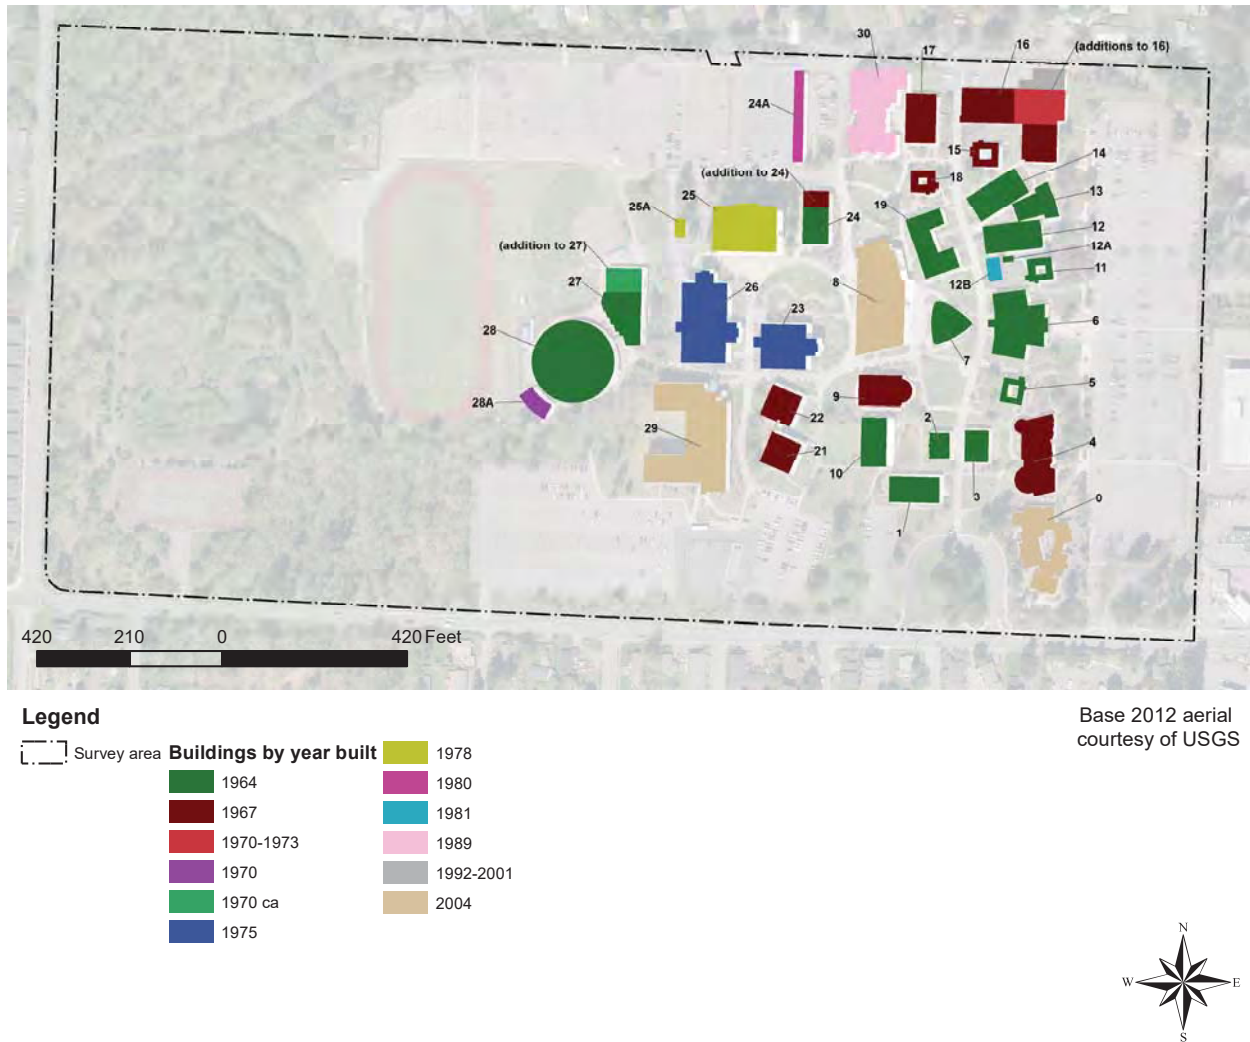 30
17
16
(additions to 16)
24A
15
14
(addition to 24)
18
13
25
25A
19
24
12
12A
(addition to 27)
11
12B
27
26
8
23
28
6
7
5
28A
9
22
2
29
4
21
10
3
0
1
420 210 0 420 Feet
Legend
Survey area
Buildings by year built
1964
1967
1970-1973
1970
1970 ca
1975
1978
1980
1981
1989
1992-2001
2004
Base 2012 aerial
courtesy of USGS
N
W E
S